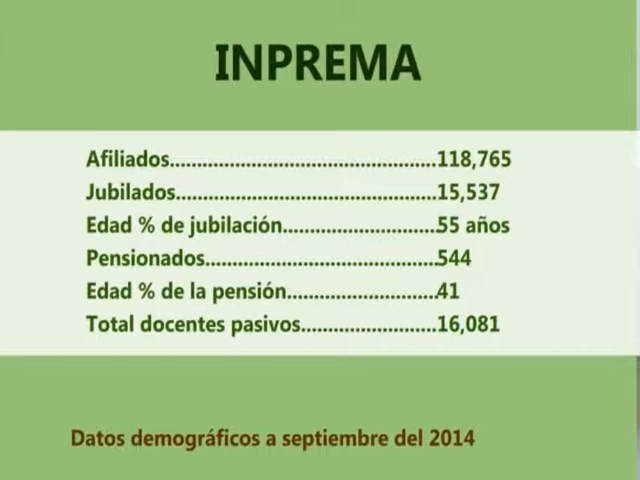 INPREMA
Afiliados.................................................118,765
Jubilados................................................15,537
Edad % de jubilación............................55 años
Pensionados...........................................544
Edad % de la pensión............................41
Total docentes pasivos.........................16,081
Datos demográficos a septiembre del 2014